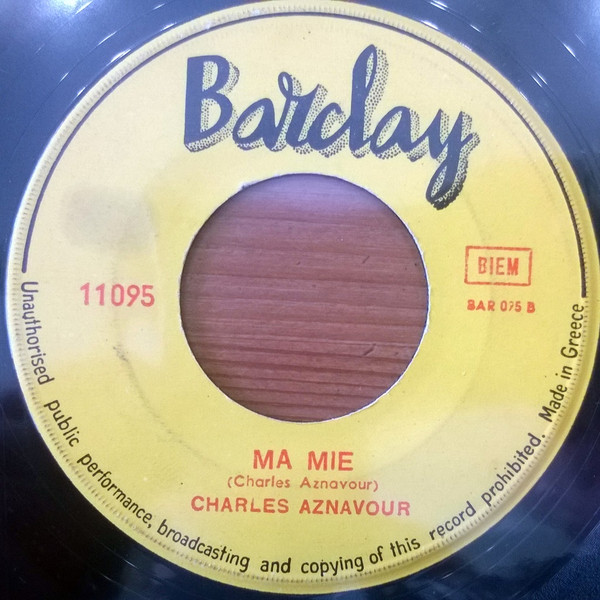 Barclay
11095
BIEM
BAR 095 B
MA MIE
(Charles Aznavour)
CHARLES AZNAVOUR
Unauthorised public performance, broadcasting and copying of this record prohibited. Made in Greece.